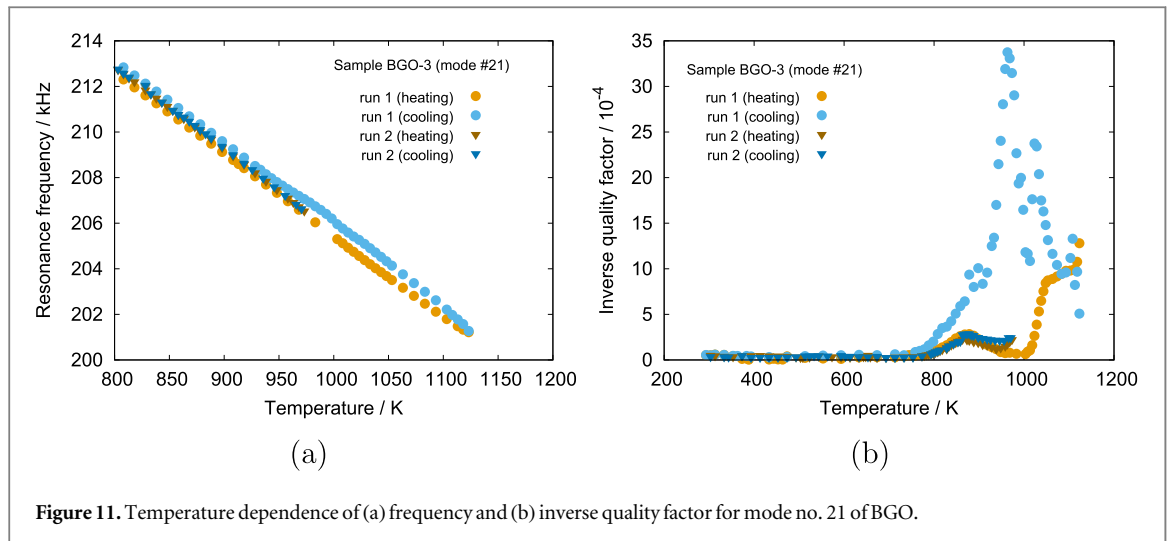 214
212
210
208
206
204
202
200
Resonance frequency / kHz
Sample BGO-3 (mode #21)
run 1 (heating)
run 1 (cooling)
run 2 (heating)
run 2 (cooling)
800 850 900 950 1000 1050 1100 1150 1200
Temperature / K
(a)
35
30
25
20
15
10
5
0
Inverse quality factor / 10-4
Sample BGO-3 (mode #21)
run 1 (heating)
run 1 (cooling)
run 2 (heating)
run 2 (cooling)
200 400 600 800 1000 1200
Temperature / K
(b)
Figure 11. Temperature dependence of (a) frequency and (b) inverse quality factor for mode no. 21 of BGO.